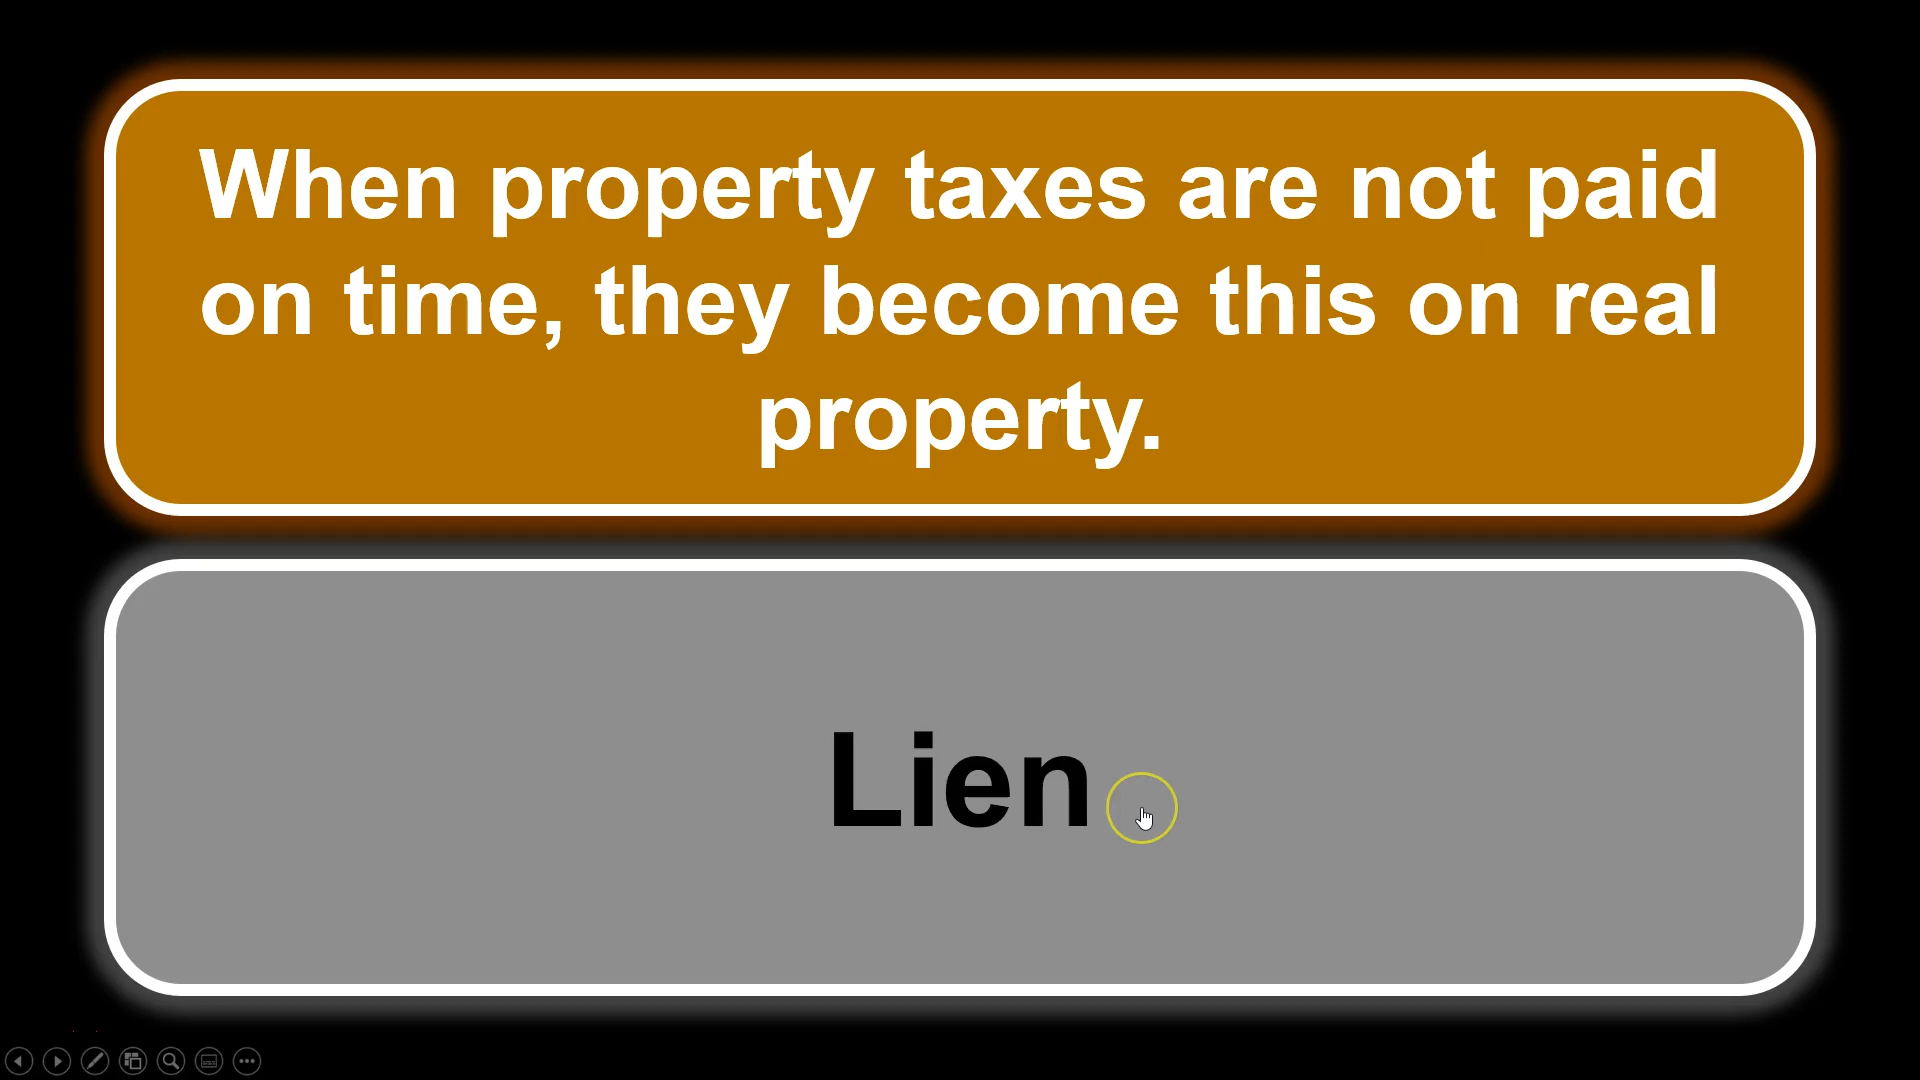 When property taxes are not paid
on time, they become this on real
property.
Lien